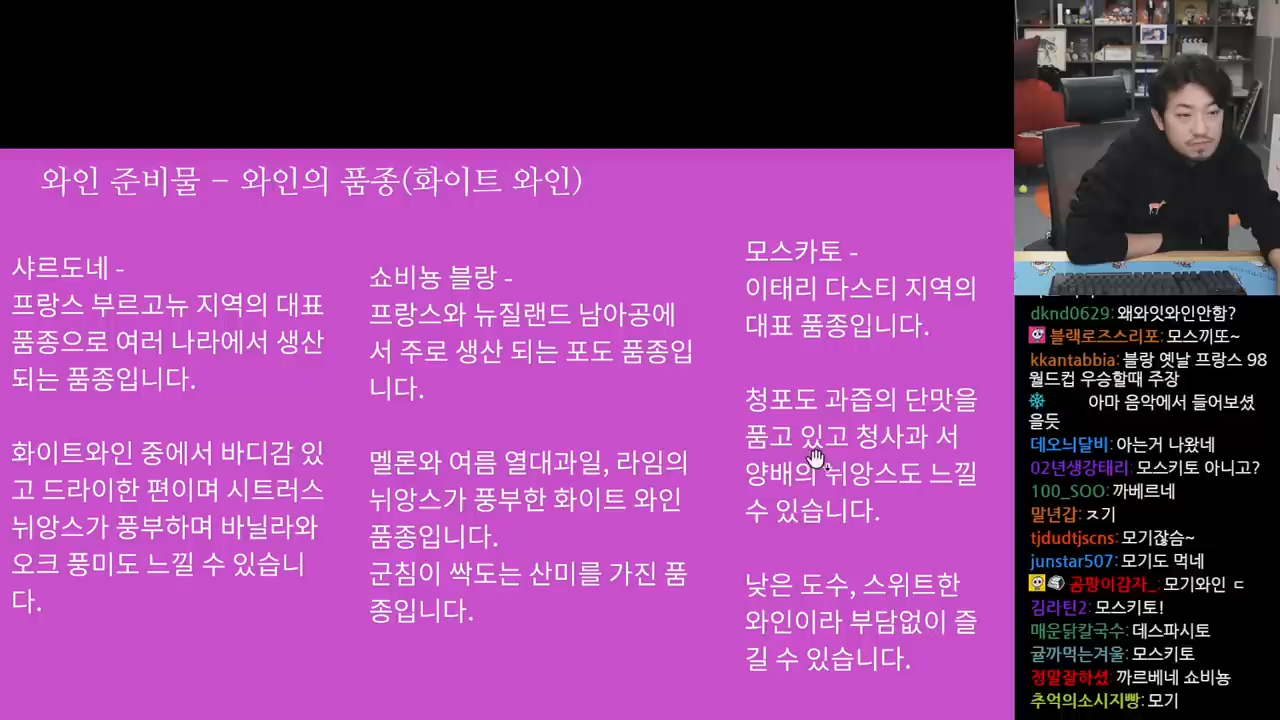 와인 준비물 - 와인의 품종(화이트 와인)
샤르도네 -
프랑스 부르고뉴 지역의 대표
품종으로 여러 나라에서 생산
되는 품종입니다.
화이트와인 중에서 바디감 있
고 드라이한 편이며 시트러스
뉘앙스가 풍부하며 바닐라와
오크 풍미도 느낄 수 있습니
다.
쇼비뇽 블랑 -
프랑스와 뉴질랜드 남아공에
서 주로 생산 되는 포도 품종입
니다.
멜론와 여름 열대과일, 라임의
뉘앙스가 풍부한 화이트 와인
품종입니다.
군침이 싹도는 산미를 가진 품
종입니다.
모스카토 -
이태리 다스티 지역의
대표 품종입니다.
청포도 과즙의 단맛을
품고 있고 청사과 서
양배의 뉘앙스도 느낄
수 있습니다.
낮은 도수, 스위트한
와인이라 부담없이 즐
길 수 있습니다.
dknd0629: 왜와잇와인안함?
블랙로즈스리포: 모스끼또~
kkantabbia: 블랑 옛날 프랑스 98
월드컵 우승할때 주장
아마 음악에서 들어보셨
을듯
데오늬달비: 아는거 나왔네
02년생강태리: 모스키토 아니고?
100_SOO: 까베르네
말년갑: ㅈ기
tjdudtjscns: 모기잖슴~
junstar507: 모기도 먹네
곰팡이감자_: 모기와인 ㄷ
김라틴2: 모스키토!
매운닭칼국수: 데스파시토
귤까먹는겨울: 모스키토
정말잘하셨: 까르베네 쇼비뇽
추억의소시지빵: 모기